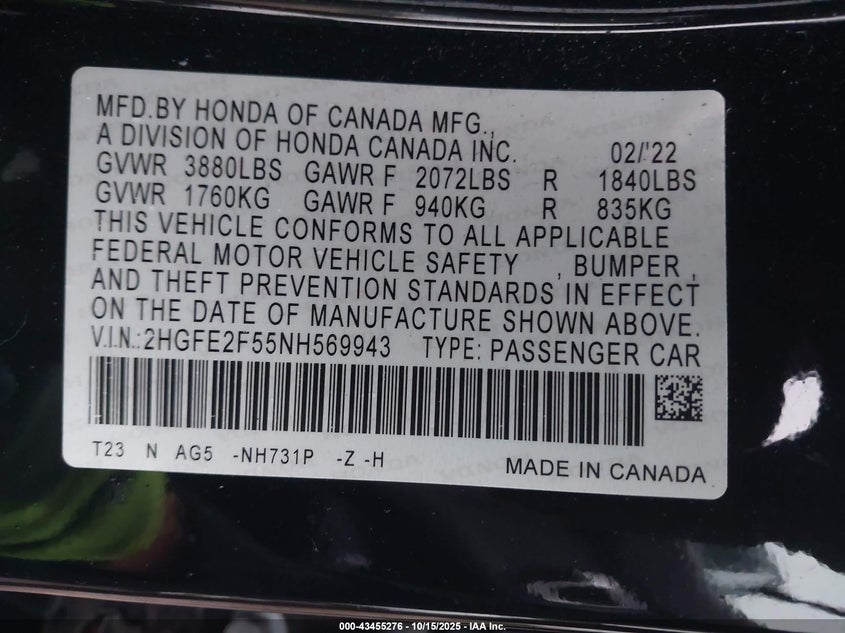 MFD.BY HONDA OF CANADA MFG.,
A DIVISION OF HONDA CANADA INC. 02/'22
GVWR 3880LBS GAWR F 2072LBS R 1840LBS
GVWR 1760KG GAWR F 940KG R 835KG
THIS VEHICLE CONFORMS TO ALL APPLICABLE
FEDERAL MOTOR VEHICLE SAFETY , BUMPER ,
AND THEFT PREVENTION STANDARDS IN EFFECT
ON THE DATE OF MANUFACTURE SHOWN ABOVE.
V.I.N.:2HGFE2F55NH569943 TYPE: PASSENGER CAR
T23 N AG5 -NH731P -Z -H
MADE IN CANADA
000-43455276 - 10/15/2025 - IAA Inc.